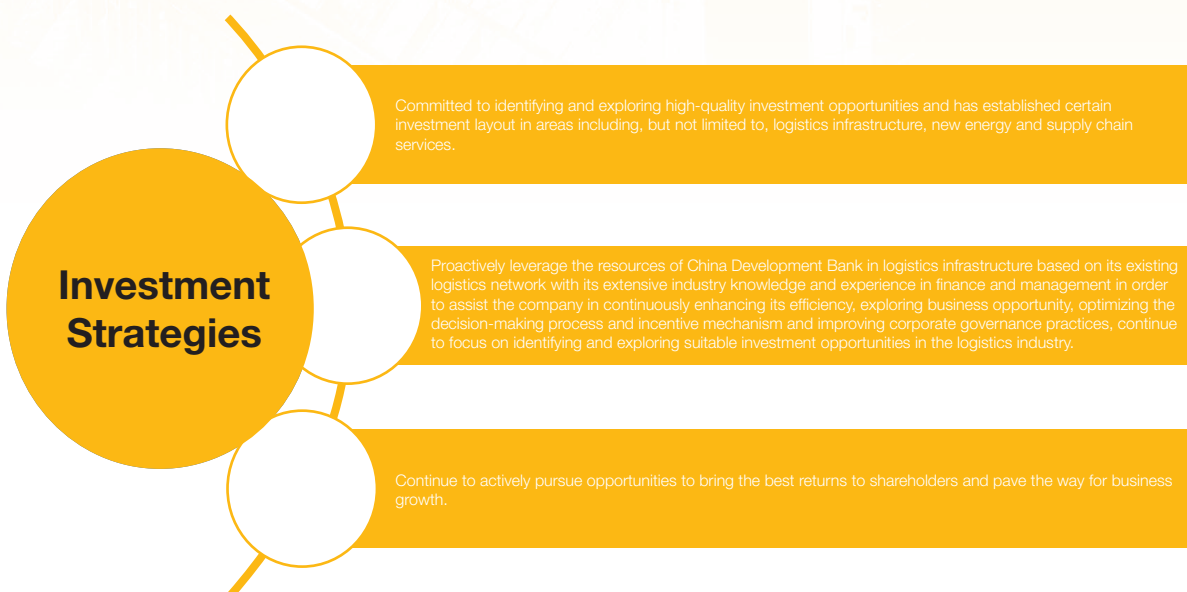 Investment
Strategies
Committed to identifying and exploring high-quality investment opportunities and has established certain
investment layout in areas including, but not limited to, logistics infrastructure, new energy and supply chain
services.
Proactively leverage the resources of China Development Bank in logistics infrastructure based on its existing
logistics network with its extensive industry knowledge and experience in finance and management in order
to assist the company in continuously enhancing its efficiency, exploring business opportunity, optimizing the
decision-making process and incentive mechanism and improving corporate governance practices, continue
to focus on identifying and exploring suitable investment opportunities in the logistics industry.
Continue to actively pursue opportunities to bring the best returns to shareholders and pave the way for business
growth.